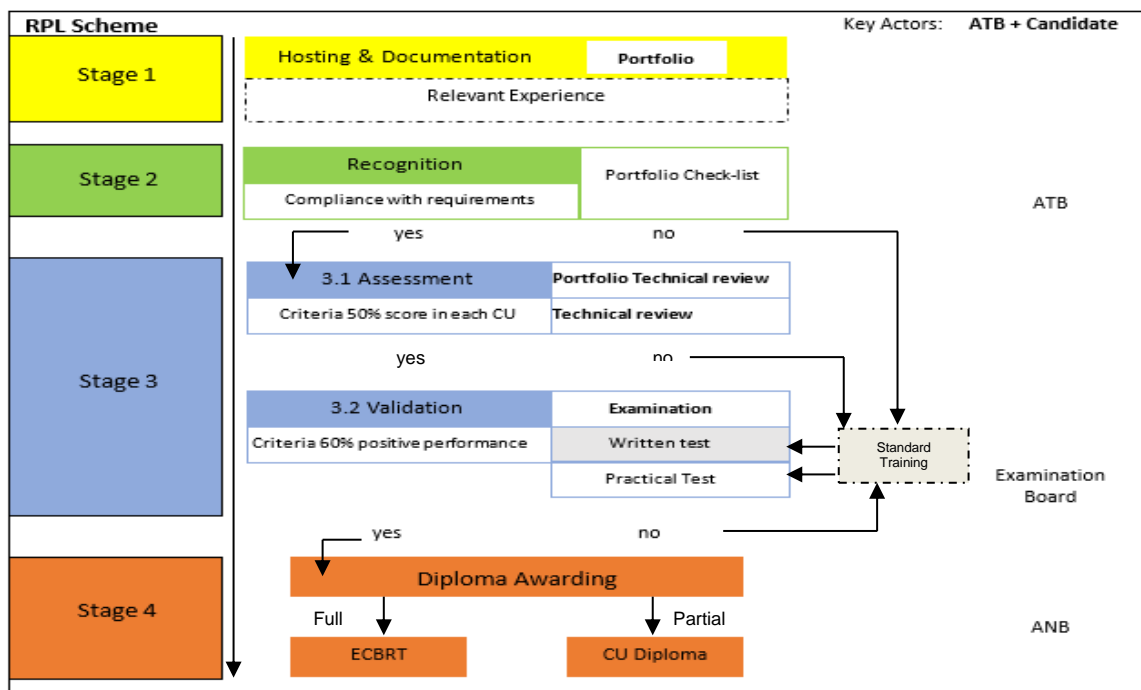 RPL Scheme
Key Actors: ATB + Candidate
Stage 1
Hosting & Documentation
Portfolio
Relevant Experience
Stage 2
Recognition
Portfolio Check-list
Compliance with requirements
ATB
yes
no
Stage 3
3.1 Assessment
Portfolio Technical review
Criteria 50% score in each CU
Technical review
yes
no
3.2 Validation
Examination
Criteria 60% positive performance
Written test
Practical Test
Standard
Training
Examination
Board
yes
no
Stage 4
Diploma Awarding
Full
Partial
ECBRT
CU Diploma
ANB